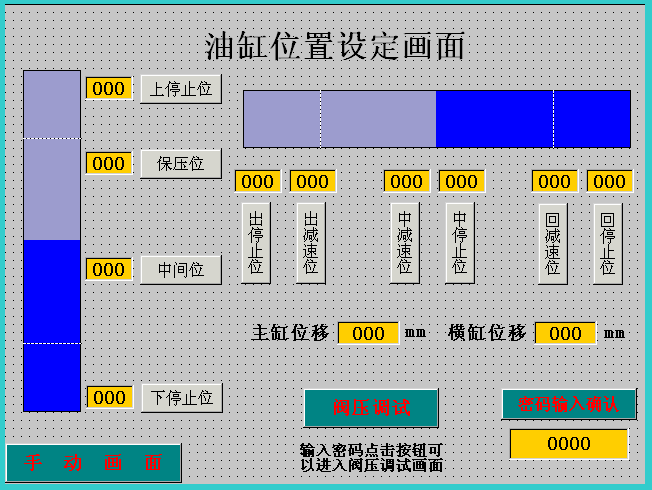 油缸位置设定画面
000 上停止位
000 保压位
000 中间位
000 下停止位
000 000 000 000 000 000
出停止位 出减速位 中减速位 中停止位 回减速位 回停止位
主缸位移 000 mm 横缸位移 000 mm
阀压调试 密码输入确认
0000
输入密码点击按钮可
以进入阀压调试画面
手 动 画 面